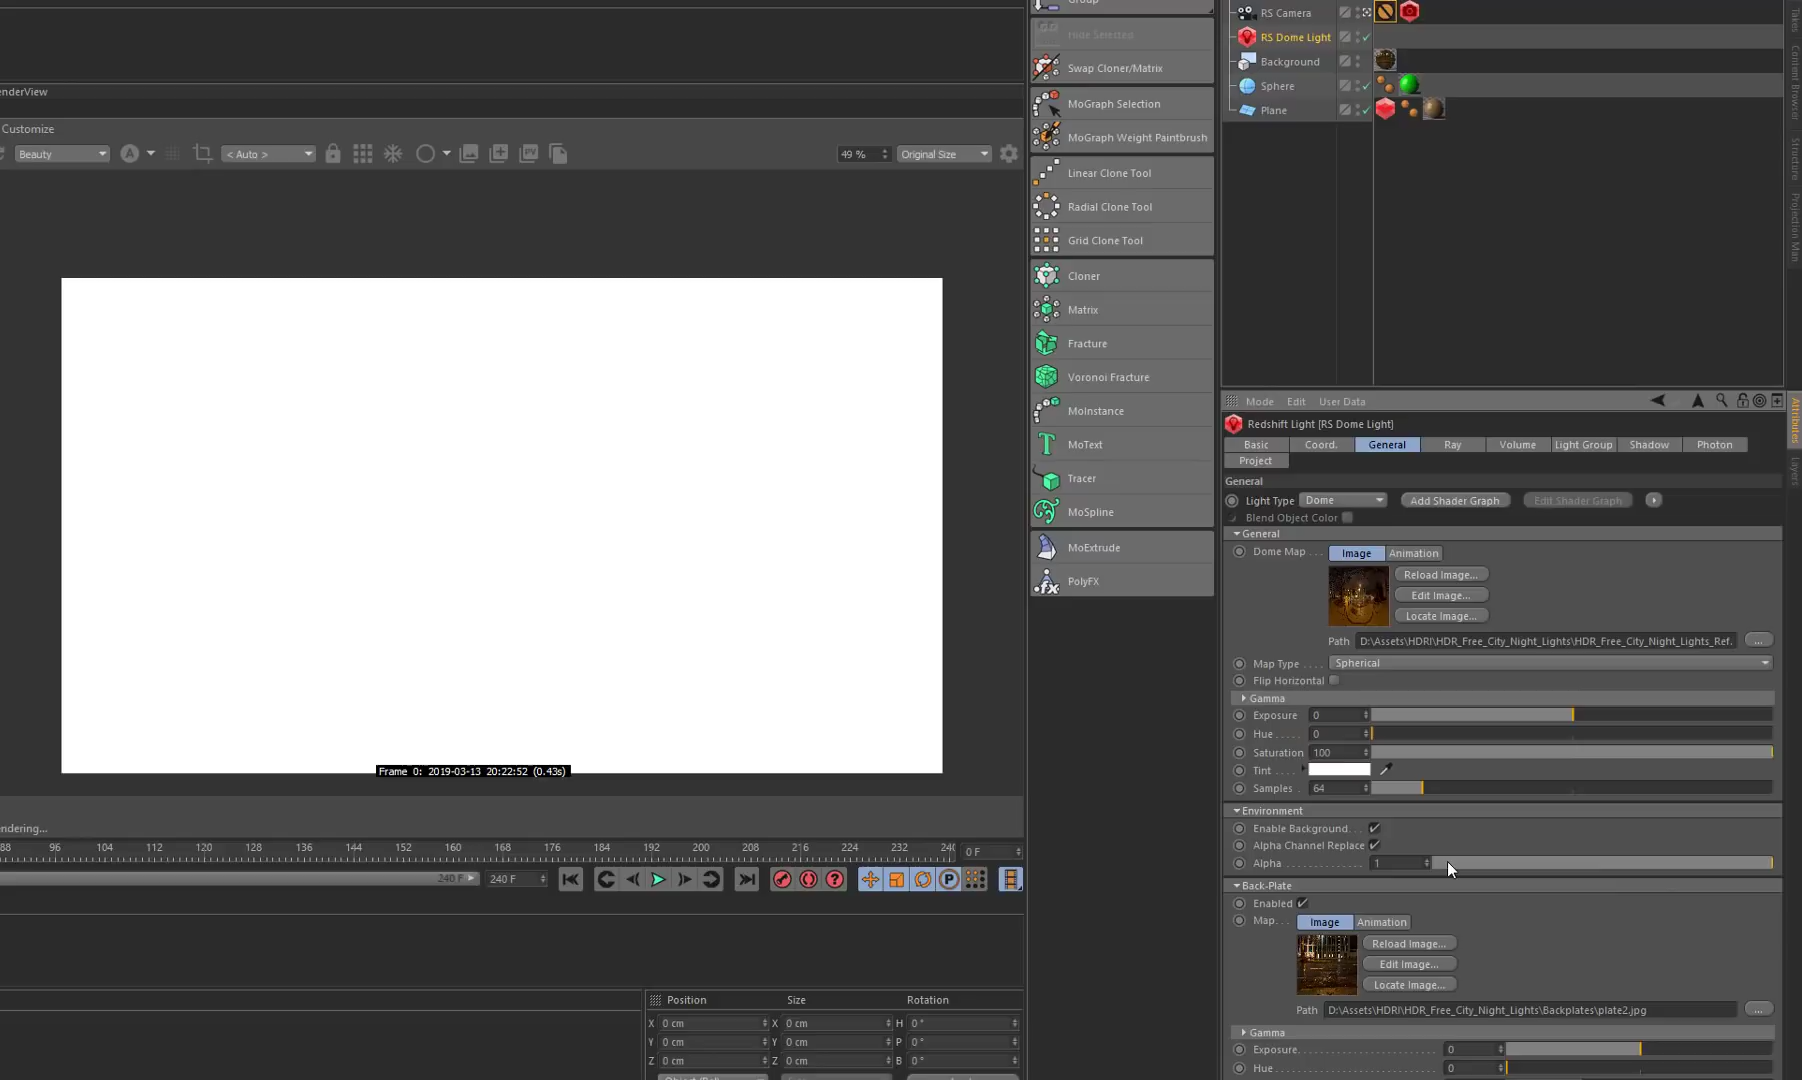 Group
RS Camera
Hide Selected
RS Dome Light
Swap Cloner/Matrix
Background
Sphere
enderView
MoGraph Selection
Plane
Customize
MoGraph Weight Paintbrush
Beauty
< Auto >
49 %
Original Size
Linear Clone Tool
Radial Clone Tool
Grid Clone Tool
Cloner
Matrix
Fracture
Voronoi Fracture
MoInstance
MoText
Tracer
MoSpline
MoExtrude
PolyFX
Takes
Content Browser
Structure
Projection Man
Mode Edit User Data
Attributes
Layers
Redshift Light [RS Dome Light]
Basic Coord. General Ray Volume Light Group Shadow Photon
Project
General
Light Type Dome Add Shader Graph Edit Shader Graph
Blend Object Color
General
Dome Map Image Animation
Reload Image...
Edit Image...
Locate Image...
Path D:\Assets\HDRI\HDR_Free_City_Night_Lights\HDR_Free_City_Night_Lights_Ref.
Map Type Spherical
Flip Horizontal
Gamma
Exposure 0
Hue 0
Saturation 100
Tint
Samples 64
Environment
Enable Background
Alpha Channel Replace
Alpha 1
Back-Plate
Enabled
Map Image Animation
Reload Image...
Edit Image...
Locate Image...
Path D:\Assets\HDRI\HDR_Free_City_Night_Lights\Backplates\plate2.jpg
Gamma
Exposure 0
Hue 0
Frame 0: 2019-03-13 20:22:52 (0.43s)
ndering...
88 96 104 112 120 128 136 144 152 160 168 176 184 192 200 208 216 224 232 240
0 F
240 F 240 F
Position Size Rotation
X 0 cm X 0 cm H 0 °
Y 0 cm Y 0 cm P 0 °
Z 0 cm Z 0 cm B 0 °